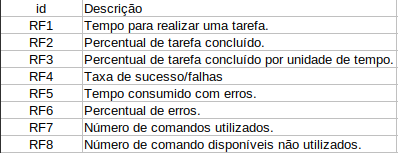 id Descrição
RF1 Tempo para realizar uma tarefa.
RF2 Percentual de tarefa concluído.
RF3 Percentual de tarefa concluído por unidade de tempo.
RF4 Taxa de sucesso/falhas
RF5 Tempo consumido com erros.
RF6 Percentual de erros.
RF7 Número de comandos utilizados.
RF8 Número de comando disponíveis não utilizados.